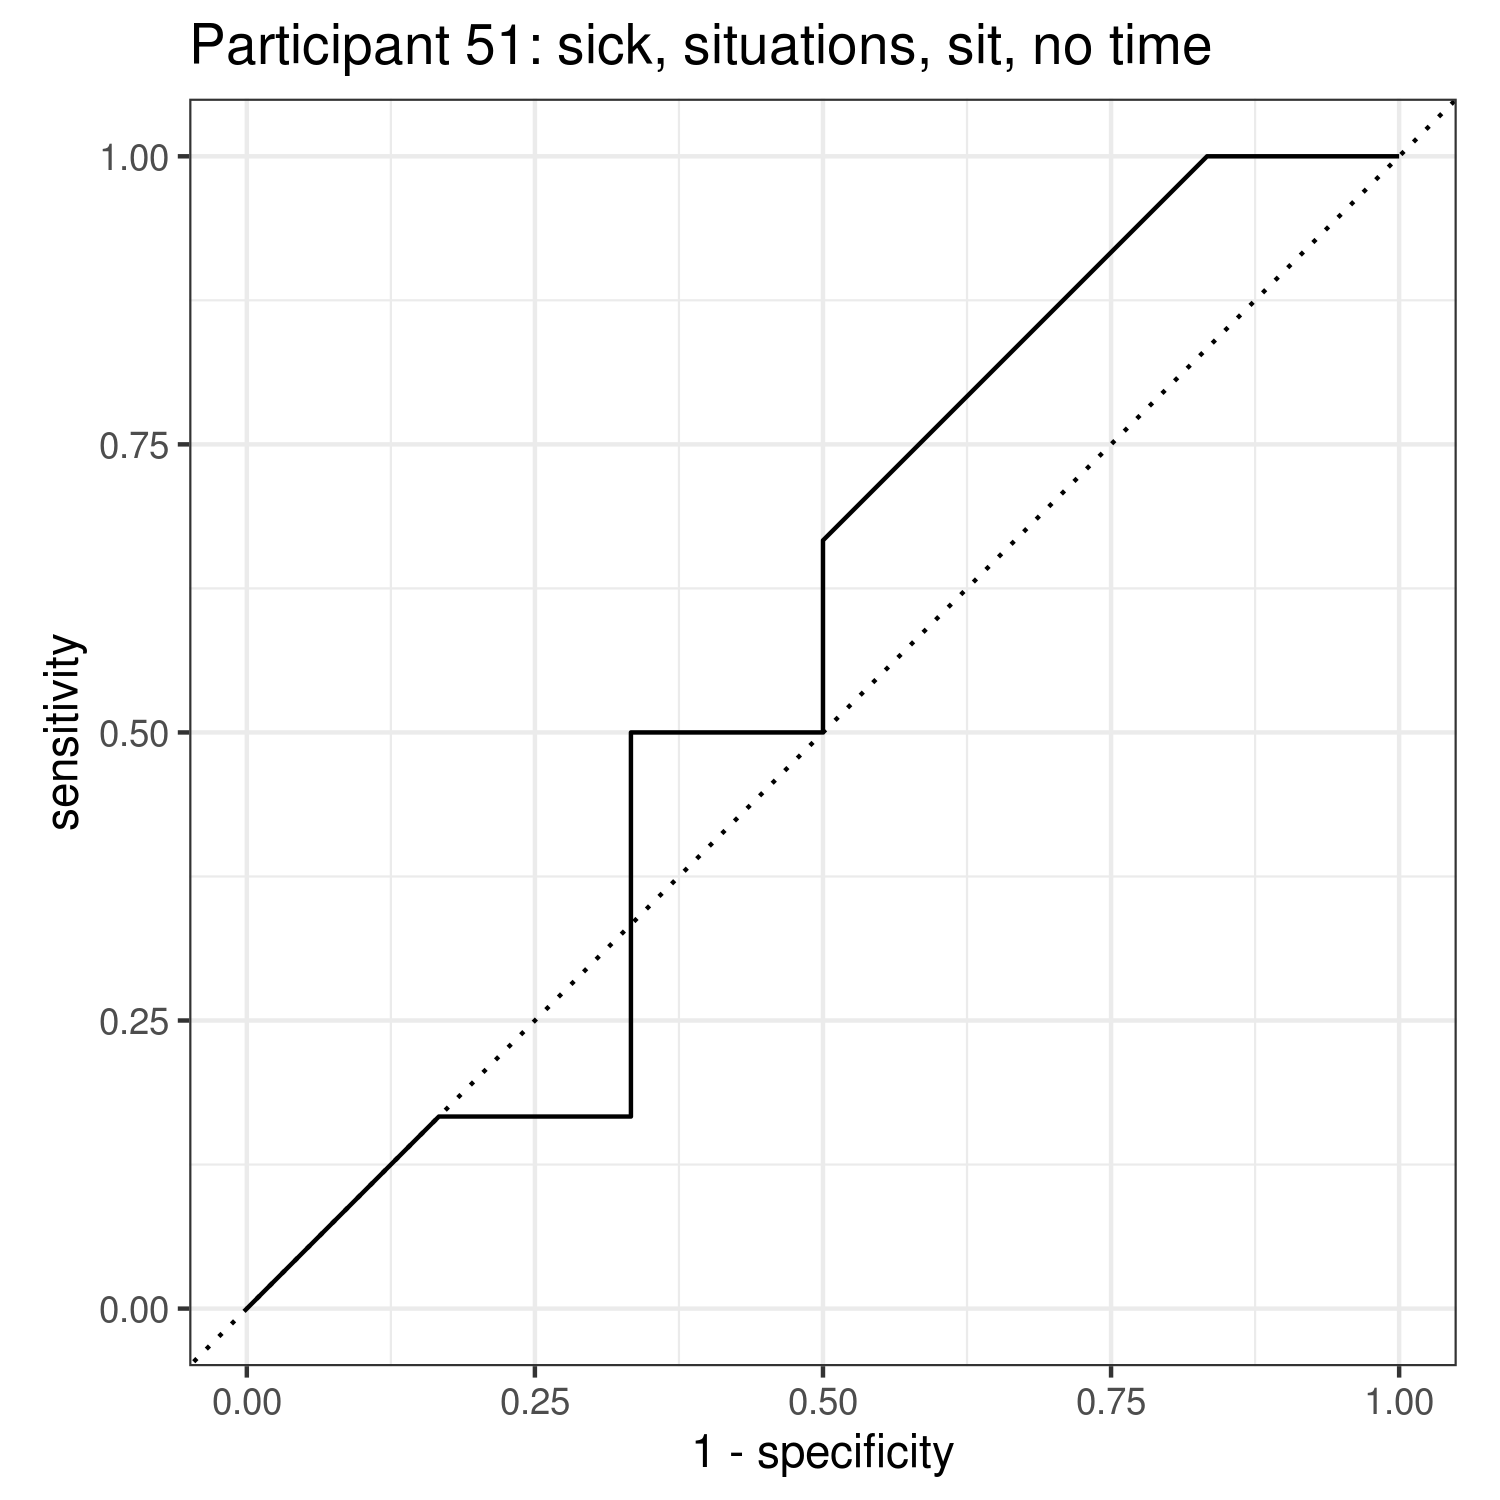 Participant 51: sick, situations, sit, no time
1.00
0.75
0.50
0.25
0.00
sensitivity
0.00 0.25 0.50 0.75 1.00
1 - specificity